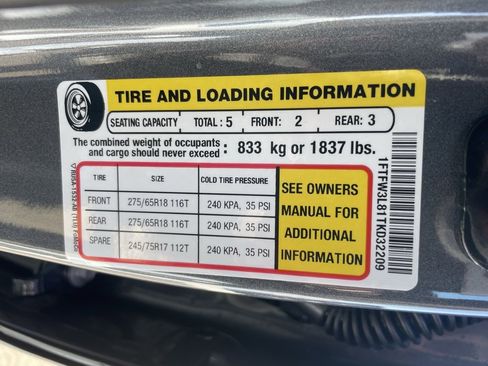 TIRE AND LOADING INFORMATION
SEATING CAPACITY TOTAL : 5 FRONT: 2 REAR: 3
The combined weight of occupants
and cargo should never exceed : 833 kg or 1837 lbs.
TIRE SIZE COLD TIRE PRESSURE
FRONT 275/65R18 116T 240 KPA, 35 PSI
REAR 275/65R18 116T 240 KPA, 35 PSI
SPARE 245/75R17 112T 240 KPA, 35 PSI
SEE OWNERS
MANUAL FOR
ADDITIONAL
INFORMATION
1FTFW3L811KD32209